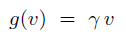 g(v) = γ v